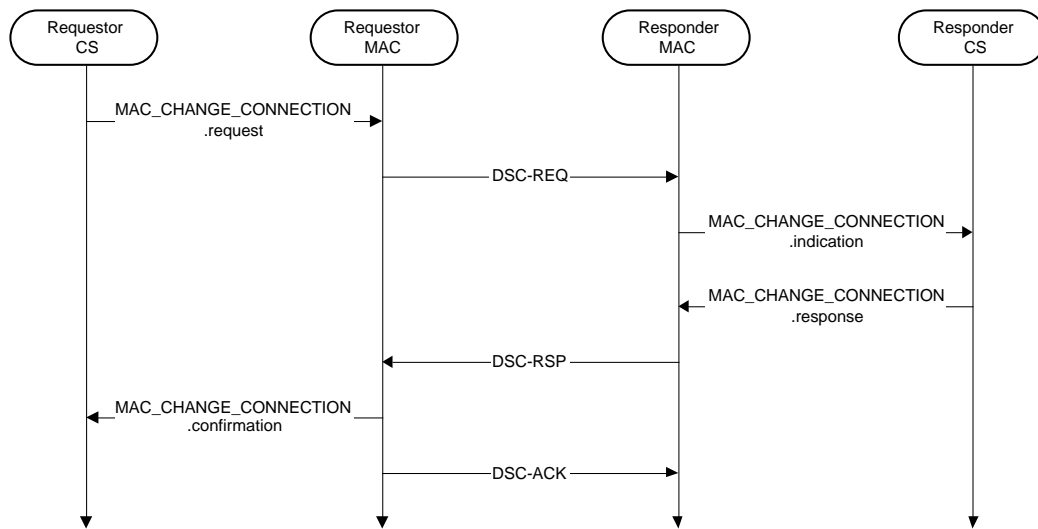 Requestor
CS
Requestor
MAC
Responder
MAC
Responder
CS
MAC_CHANGE_CONNECTION
.request
DSC-REQ
MAC_CHANGE_CONNECTION
.indication
MAC_CHANGE_CONNECTION
.response
DSC-RSP
MAC_CHANGE_CONNECTION
.confirmation
DSC-ACK